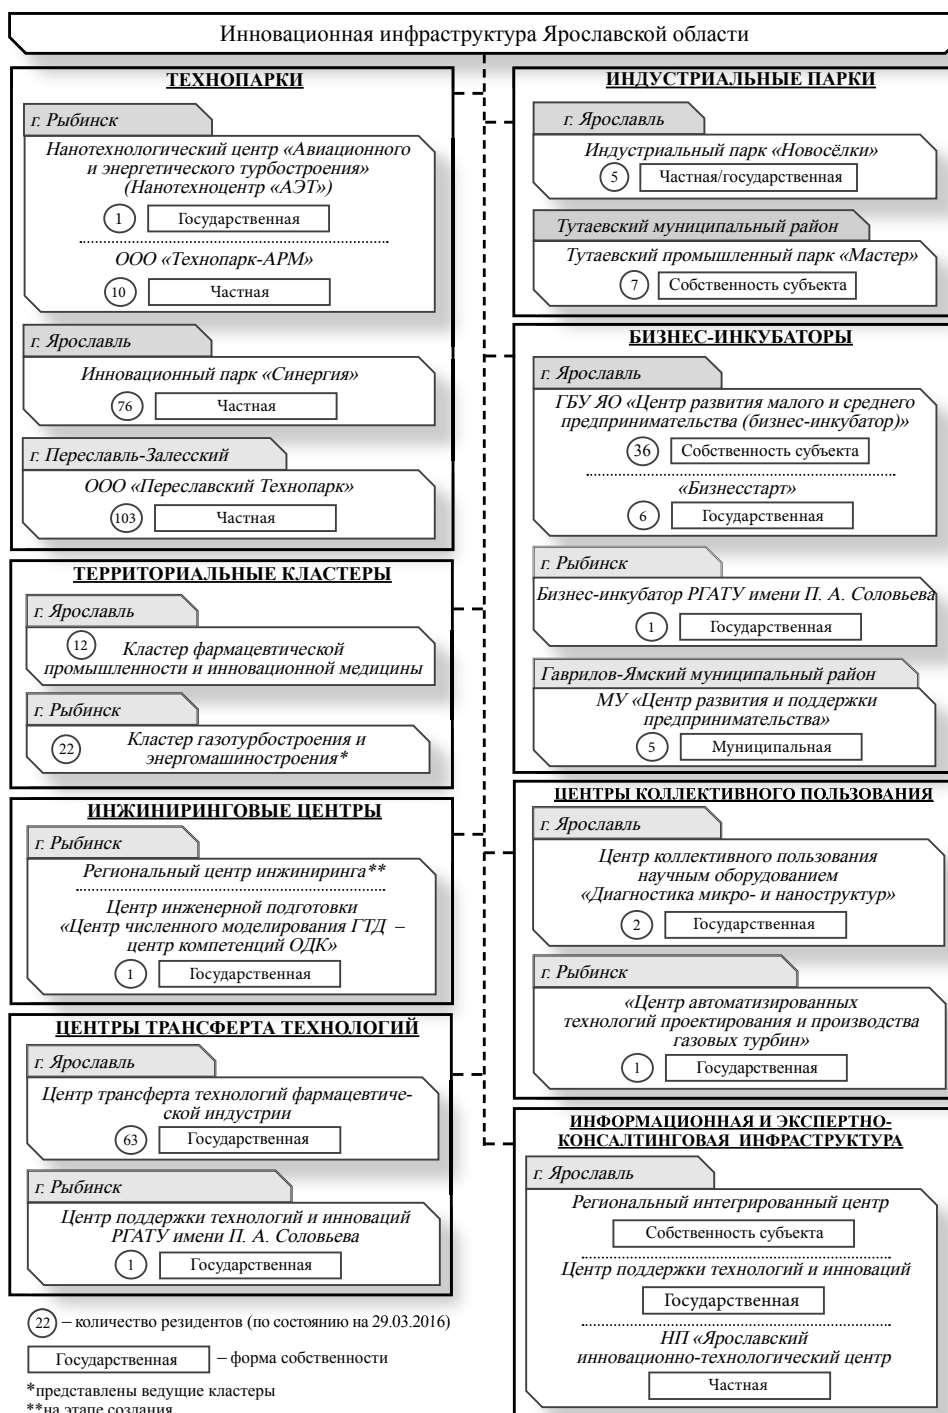 Инновационная инфраструктура Ярославской области
ТЕХНОПАРКИ
г. Рыбинск
Нанотехнологический центр «Авиационного
и энергетического турбостроения»
(Нанотехноцентр «АЭТ»)
1 Государственная
ООО «Технопарк-АРМ»
10 Частная
г. Ярославль
Инновационный парк «Синергия»
76 Частная
г. Переславль-Залесский
ООО «Переславский Технопарк»
103 Частная
ТЕРРИТОРИАЛЬНЫЕ КЛАСТЕРЫ
г. Ярославль
12 Кластер фармацевтической
промышленности и инновационной медицины
г. Рыбинск
22 Кластер газотурбостроения и
энергомашиностроения*
ИНЖИНИРИНГОВЫЕ ЦЕНТРЫ
г. Рыбинск
Региональный центр инжиниринга**
Центр инженерной подготовки
«Центр численного моделирования ГТД –
центр компетенций ОДК»
1 Государственная
ЦЕНТРЫ ТРАНСФЕРТА ТЕХНОЛОГИЙ
г. Ярославль
Центр трансферта технологий фармацевтиче-
ской индустрии
63 Государственная
г. Рыбинск
Центр поддержки технологий и инноваций
РГАТУ имени П. А. Соловьева
1 Государственная
22 – количество резидентов (по состоянию на 29.03.2016)
Государственная – форма собственности
*представлены ведущие кластеры
**на этапе создания
ИНДУСТРИАЛЬНЫЕ ПАРКИ
г. Ярославль
Индустриальный парк «Новосёлки»
5 Частная/государственная
Тутаевский муниципальный район
Тутаевский промышленный парк «Мастер»
7 Собственность субъекта
БИЗНЕС-ИНКУБАТОРЫ
г. Ярославль
ГБУ ЯО «Центр развития малого и среднего
предпринимательства (бизнес-инкубатор)»
36 Собственность субъекта
«Бизнесстарт»
6 Государственная
г. Рыбинск
Бизнес-инкубатор РГАТУ имени П. А. Соловьева
1 Государственная
Гаврилов-Ямский муниципальный район
МУ «Центр развития и поддержки
предпринимательства»
5 Муниципальная
ЦЕНТРЫ КОЛЛЕКТИВНОГО ПОЛЬЗОВАНИЯ
г. Ярославль
Центр коллективного пользования
научным оборудованием
«Диагностика микро- и наноструктур»
2 Государственная
г. Рыбинск
«Центр автоматизированных
технологий проектирования и производства
газовых турбин»
1 Государственная
ИНФОРМАЦИОННАЯ И ЭКСПЕРТНО-
КОНСАЛТИНГОВАЯ ИНФРАСТРУКТУРА
г. Ярославль
Региональный интегрированный центр
Собственность субъекта
Центр поддержки технологий и инноваций
Государственная
НП «Ярославский
инновационно-технологический центр
Частная